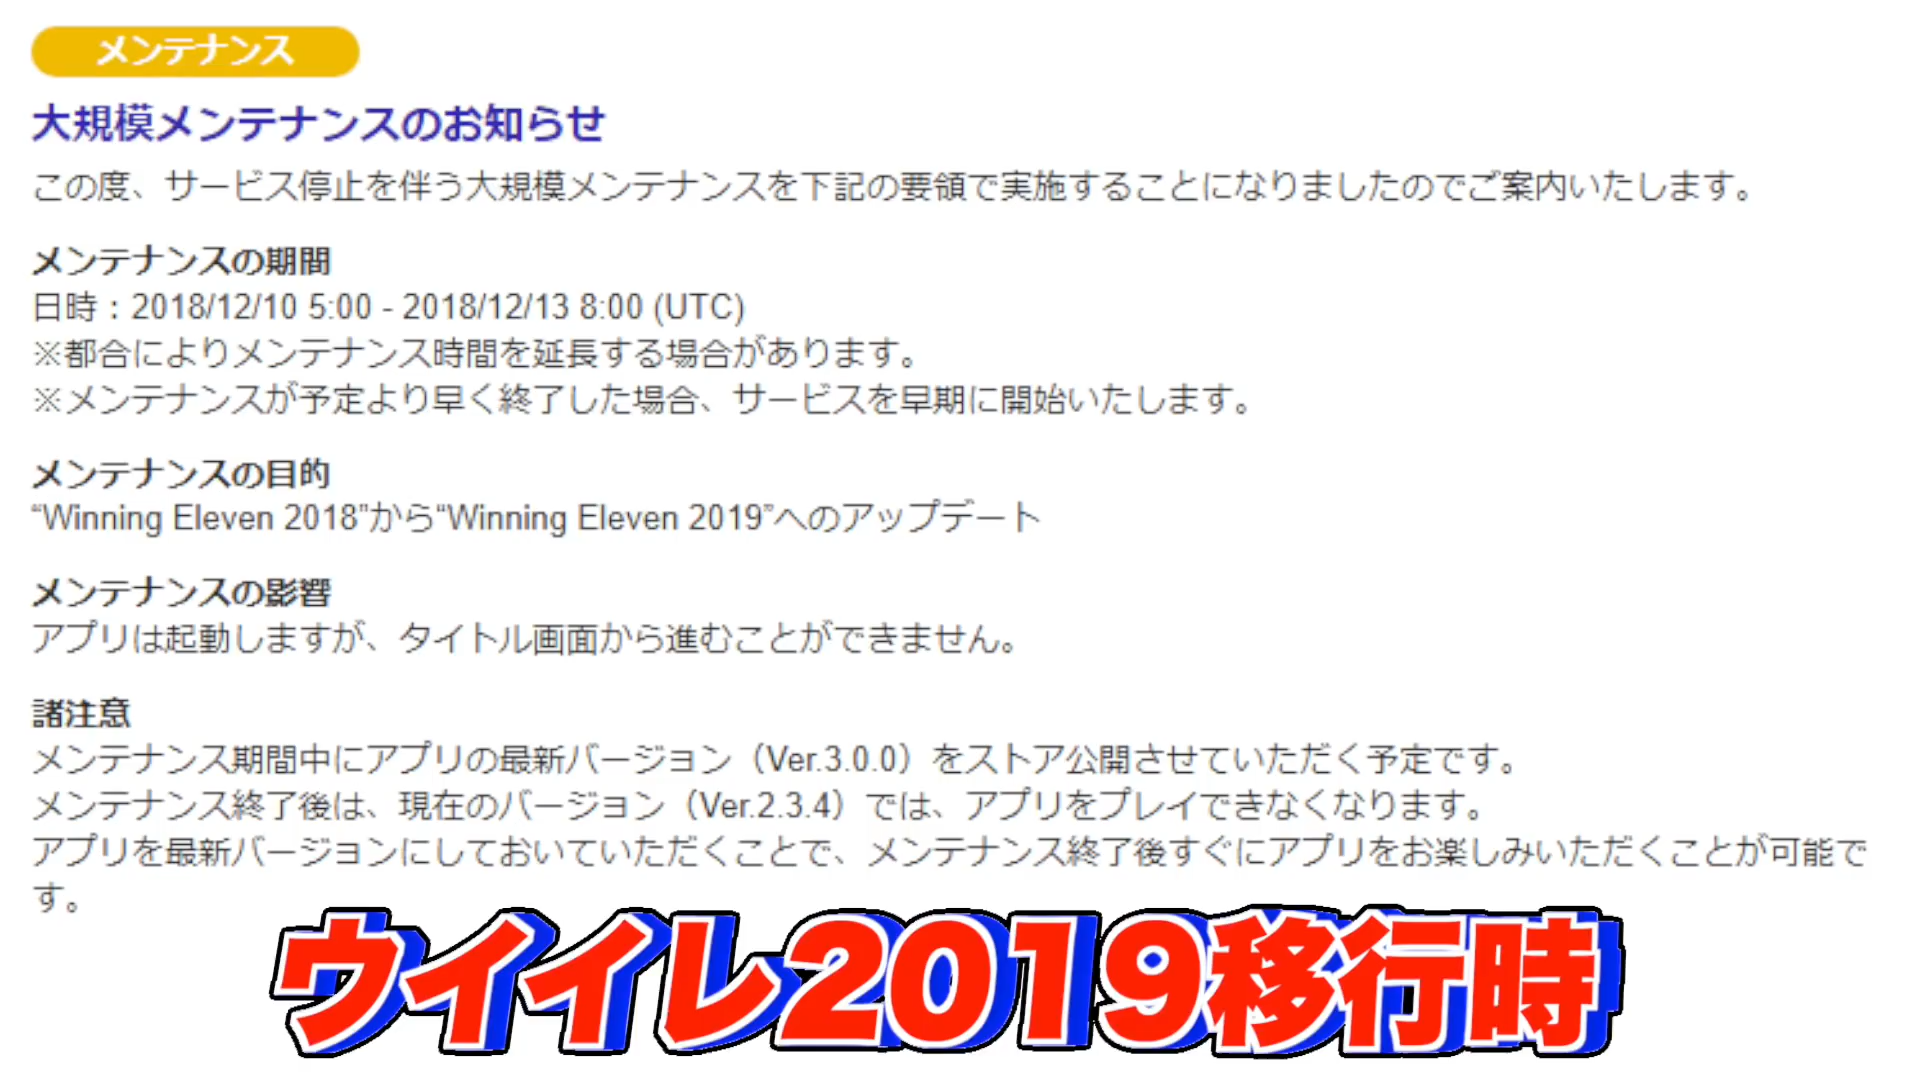 メンテナンス
大規模メンテナンスのお知らせ
この度、サービス停止を伴う大規模メンテナンスを下記の要領で実施することになりましたのでご案内いたします。
メンテナンスの期間
日時：2018/12/10 5:00 - 2018/12/13 8:00 (UTC)
※都合によりメンテナンス時間を延長する場合があります。
※メンテナンスが予定より早く終了した場合、サービスを早期に開始いたします。
メンテナンスの目的
“Winning Eleven 2018”から“Winning Eleven 2019”へのアップデート
メンテナンスの影響
アプリは起動しますが、タイトル画面から進むことができません。
諸注意
メンテナンス期間中にアプリの最新バージョン（Ver.3.0.0）をストア公開させていただく予定です。
メンテナンス終了後は、現在のバージョン（Ver.2.3.4）では、アプリをプレイできなくなります。
アプリを最新バージョンにしておいていただくことで、メンテナンス終了後すぐにアプリをお楽しみいただくことが可能で
す。
ウイイレ2019移行時